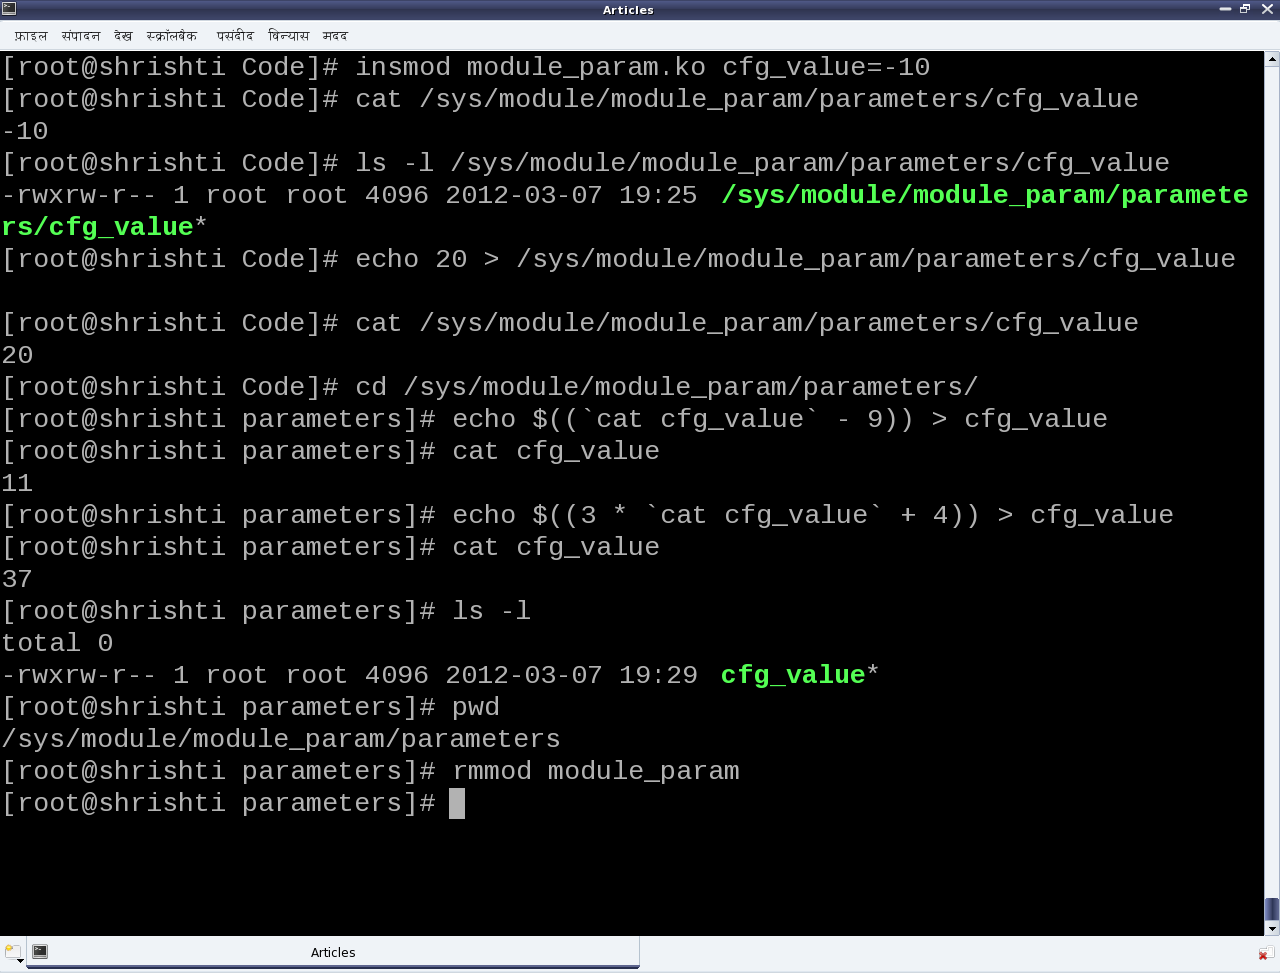 Articles
फ़ाइल संपादन देख स्क्रॉलबैक पसंदीद विन्यास मदद
[root@shrishti Code]# insmod module_param.ko cfg_value=-10
[root@shrishti Code]# cat /sys/module/module_param/parameters/cfg_value
-10
[root@shrishti Code]# ls -l /sys/module/module_param/parameters/cfg_value
-rwxrw-r-- 1 root root 4096 2012-03-07 19:25 /sys/module/module_param/paramete
rs/cfg_value*
[root@shrishti Code]# echo 20 > /sys/module/module_param/parameters/cfg_value
[root@shrishti Code]# cat /sys/module/module_param/parameters/cfg_value
20
[root@shrishti Code]# cd /sys/module/module_param/parameters/
[root@shrishti parameters]# echo $((`cat cfg_value` - 9)) > cfg_value
[root@shrishti parameters]# cat cfg_value
11
[root@shrishti parameters]# echo $((3 * `cat cfg_value` + 4)) > cfg_value
[root@shrishti parameters]# cat cfg_value
37
[root@shrishti parameters]# ls -l
total 0
-rwxrw-r-- 1 root root 4096 2012-03-07 19:29 cfg_value*
[root@shrishti parameters]# pwd
/sys/module/module_param/parameters
[root@shrishti parameters]# rmmod module_param
[root@shrishti parameters]#
Articles